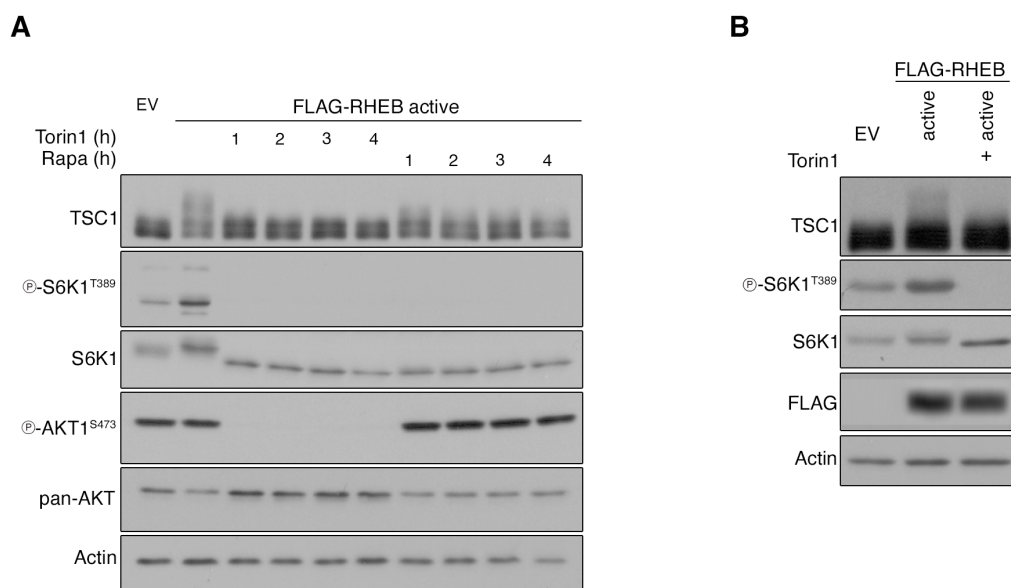 A
EV
FLAG-RHEB active
Torin1 (h) 1 2 3 4
Rapa (h) 1 2 3 4
TSC1
Ⓟ-S6K1T389
S6K1
Ⓟ-AKT1S473
pan-AKT
Actin
B
FLAG-RHEB
EV active active
Torin1 +
TSC1
Ⓟ-S6K1T389
S6K1
FLAG
Actin